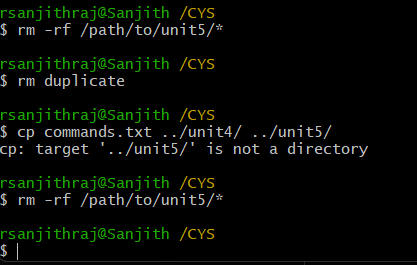 rsanjithraj@Sanjith /CYS
$ rm -rf /path/to/unit5/*
rsanjithraj@Sanjith /CYS
$ rm duplicate
rsanjithraj@Sanjith /CYS
$ cp commands.txt ../unit4/ ../unit5/
cp: target '../unit5/' is not a directory
rsanjithraj@Sanjith /CYS
$ rm -rf /path/to/unit5/*
rsanjithraj@Sanjith /CYS
$